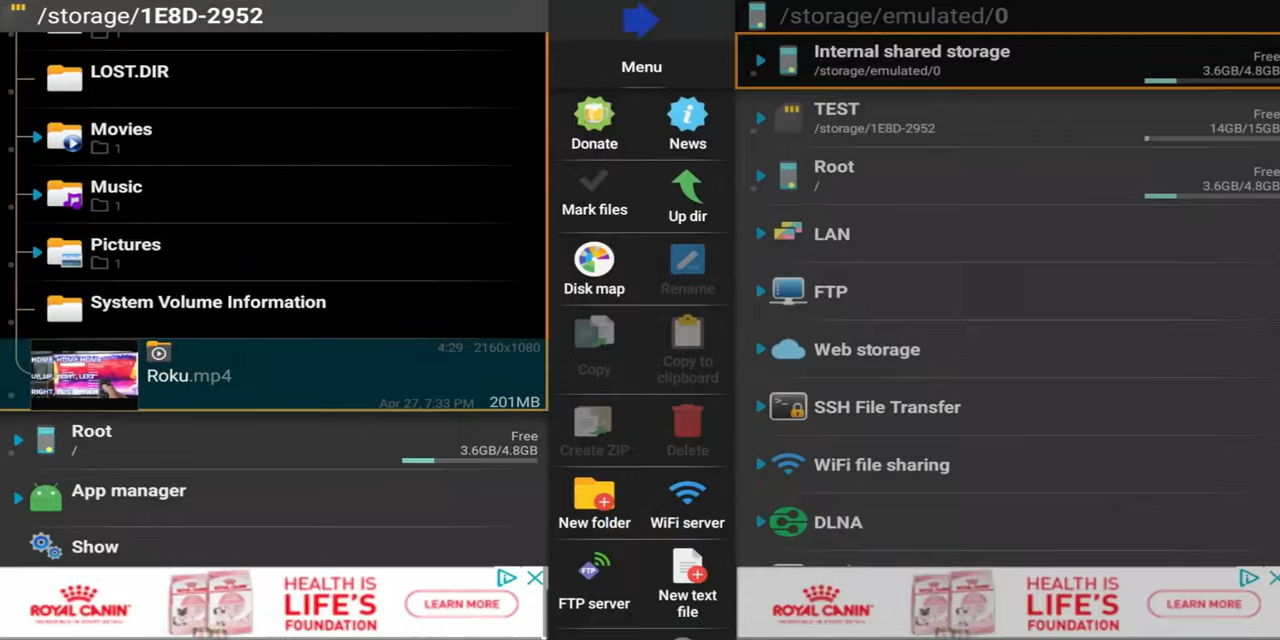 /storage/1E8D-2952
1
LOST.DIR
Movies
1
Music
1
Pictures
1
System Volume Information
4:29 2160x1080
Roku.mp4
Apr 27, 7:33 PM 201MB
Root
/
Free
3.6GB/4.8GB
App manager
Show
ROYAL CANIN
HEALTH IS
LIFE'S
FOUNDATION
LEARN MORE
Menu
Donate
News
Mark files
Up dir
Disk map
Rename
Copy
Copy to
clipboard
Create ZIP
Delete
New folder
WiFi server
FTP
FTP server
New text
file
/storage/emulated/0
Internal shared storage
/storage/emulated/0
Free
3.6GB/4.8GB
TEST
/storage/1E8D-2952
Free
14GB/15GB
Root
/
Free
3.6GB/4.8GB
LAN
FTP
Web storage
SSH File Transfer
WiFi file sharing
DLNA
ROYAL CANIN
HEALTH IS
LIFE'S
FOUNDATION
LEARN MORE